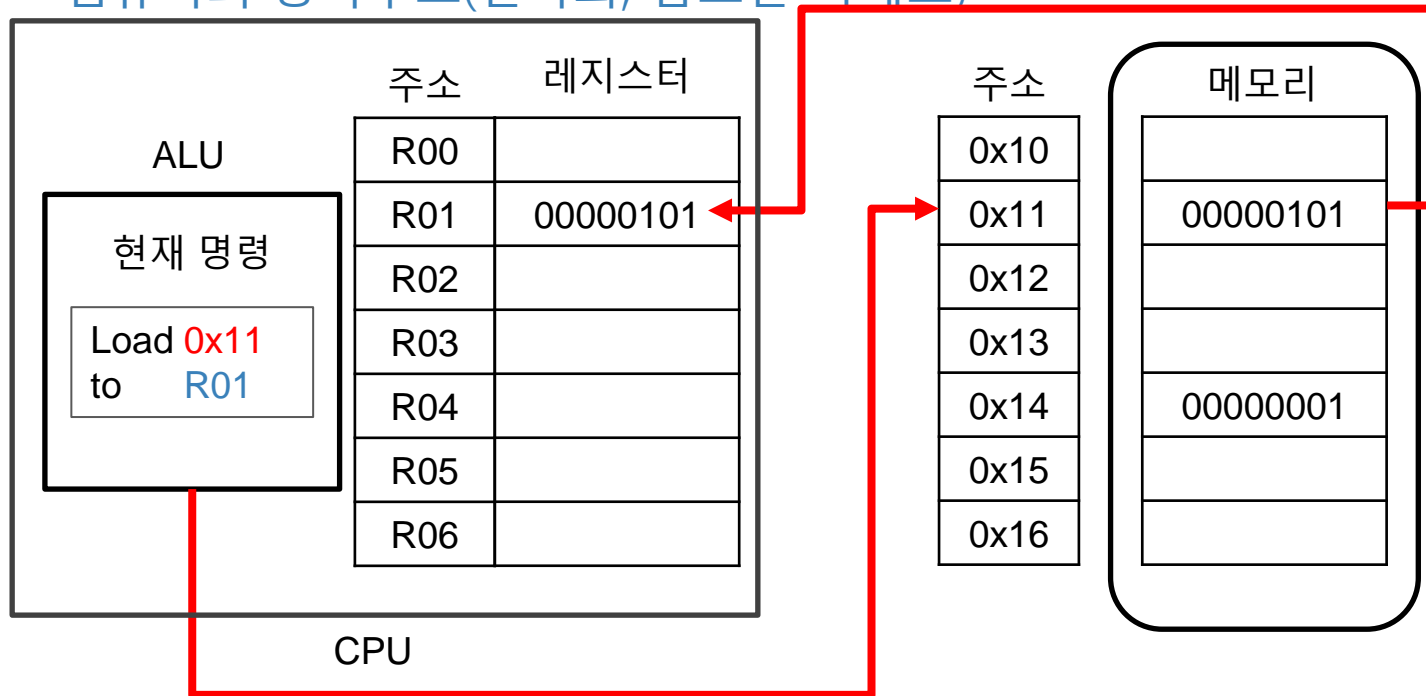 주소 레지스터
주소 메모리
ALU
현재 명령
Load 0x11
to R01
R00
R01 00000101
R02
R03
R04
R05
R06
0x10
0x11 00000101
0x12
0x13
0x14 00000001
0x15
0x16
CPU